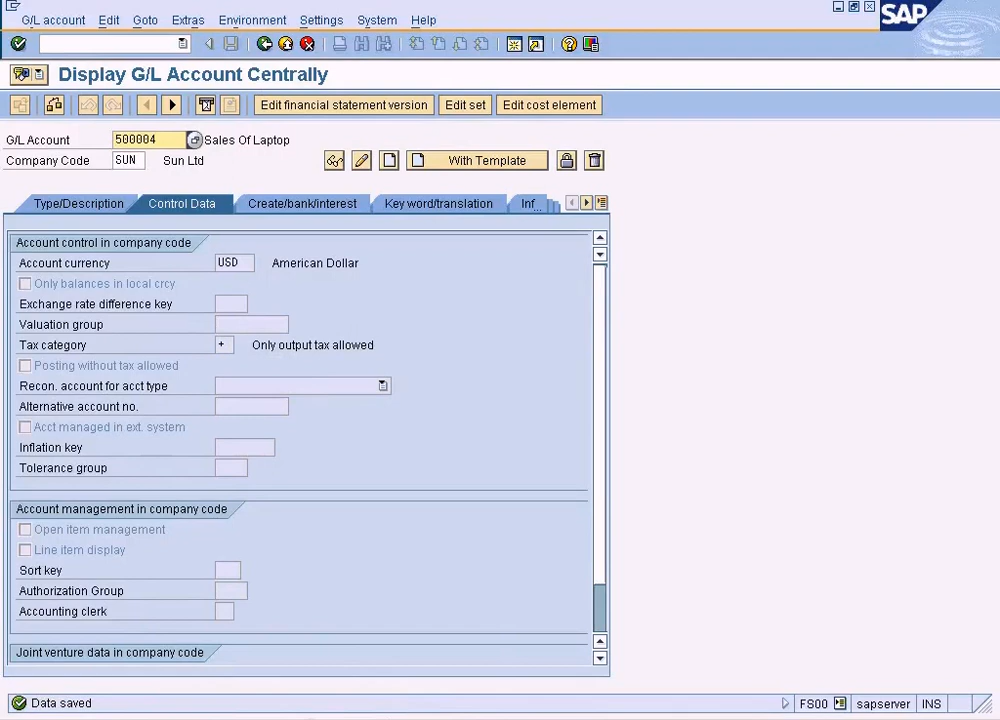 G/L account Edit Goto Extras Environment Settings System Help
SAP
Display G/L Account Centrally
Edit financial statement version Edit set Edit cost element
G/L Account 500004 Sales Of Laptop
Company Code SUN Sun Ltd With Template
Type/Description Control Data Create/bank/interest Key word/translation Inf...
Account control in company code
Account currency USD American Dollar
Only balances in local crcy
Exchange rate difference key
Valuation group
Tax category + Only output tax allowed
Posting without tax allowed
Recon. account for acct type
Alternative account no.
Acct managed in ext. system
Inflation key
Tolerance group
Account management in company code
Open item management
Line item display
Sort key
Authorization Group
Accounting clerk
Joint venture data in company code
Data saved FS00 sapserver INS